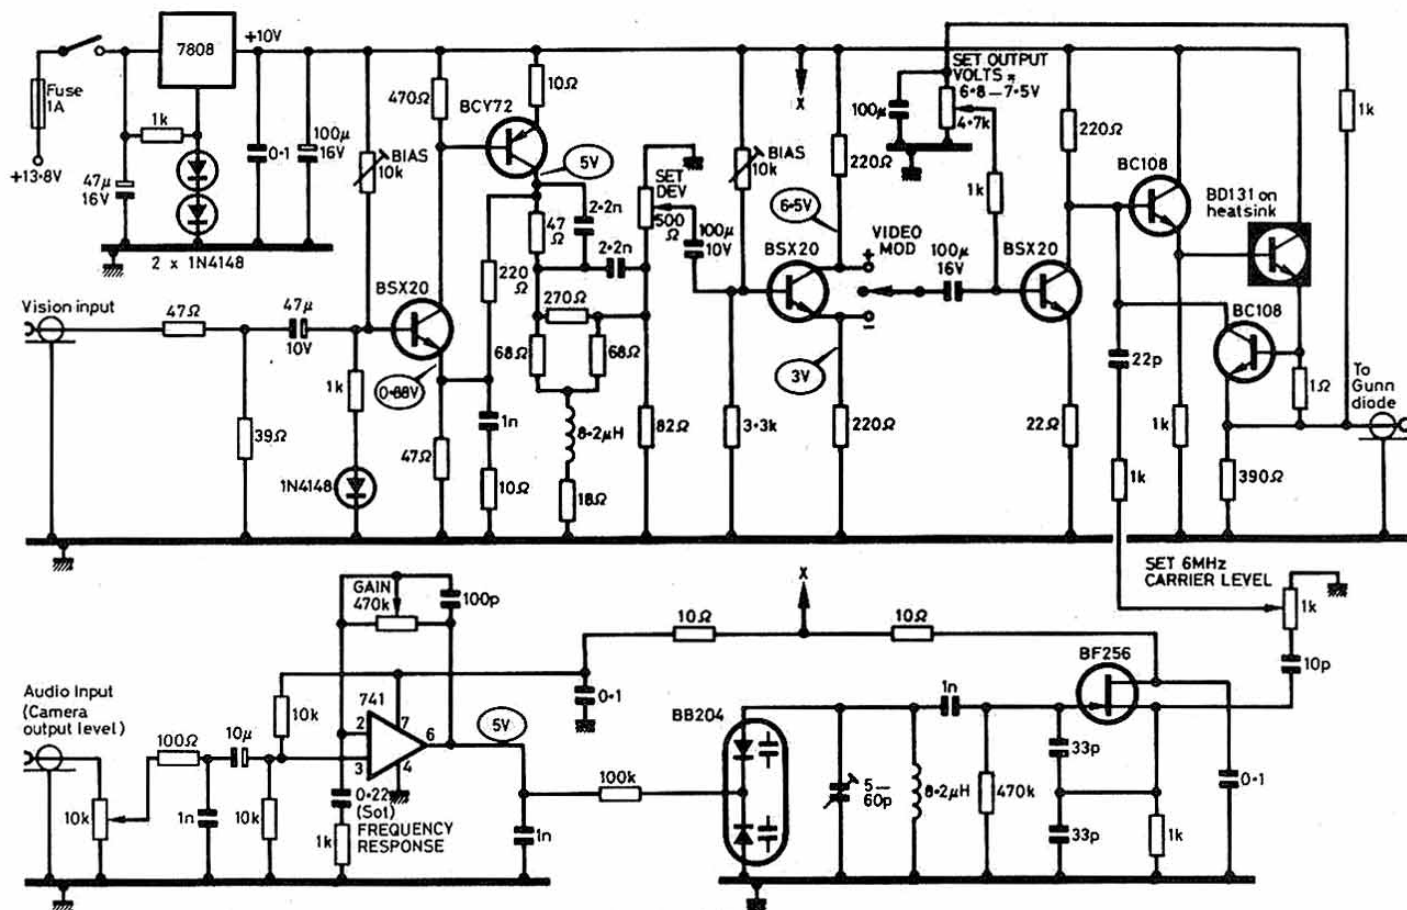 7808
+10V
Fuse
1A
1k
+13·8V
47µ
16V
0·1
100µ
16V
2 x 1N4148
BIAS
10k
470Ω
BCY72
10Ω
5V
47
Ω
2·2n
2·2n
SET
DEV
500
Ω
100µ
10V
BIAS
10k
X
220Ω
6·5V
BSX20
VIDEO
MOD
+
−
3V
220Ω
3·3k
82Ω
100µ
SET OUTPUT
VOLTS =
6·8–7·5V
4·7k
1k
100µ
16V
BSX20
220Ω
BC108
BD131 on
heatsink
1k
BC108
22p
1Ω
To
Gunn
diode
1k
390Ω
22Ω
1k
Vision input
47Ω
47µ
10V
BSX20
0·88V
1k
39Ω
1N4148
47Ω
220
Ω
1n
10Ω
270Ω
68Ω
68Ω
8·2µH
18Ω
SET 6MHz
CARRIER LEVEL
1k
10p
GAIN
470k
100p
10Ω
X
10Ω
BF256
Audio Input
(Camera
output level)
10k
100Ω
10µ
1n
10k
10k
741
2
3
7
4
6
5V
0·1
0·22
(Sot)
FREQUENCY
RESPONSE
1k
1n
100k
BB204
5–
60p
8·2µH
1n
470k
33p
33p
1k
0·1